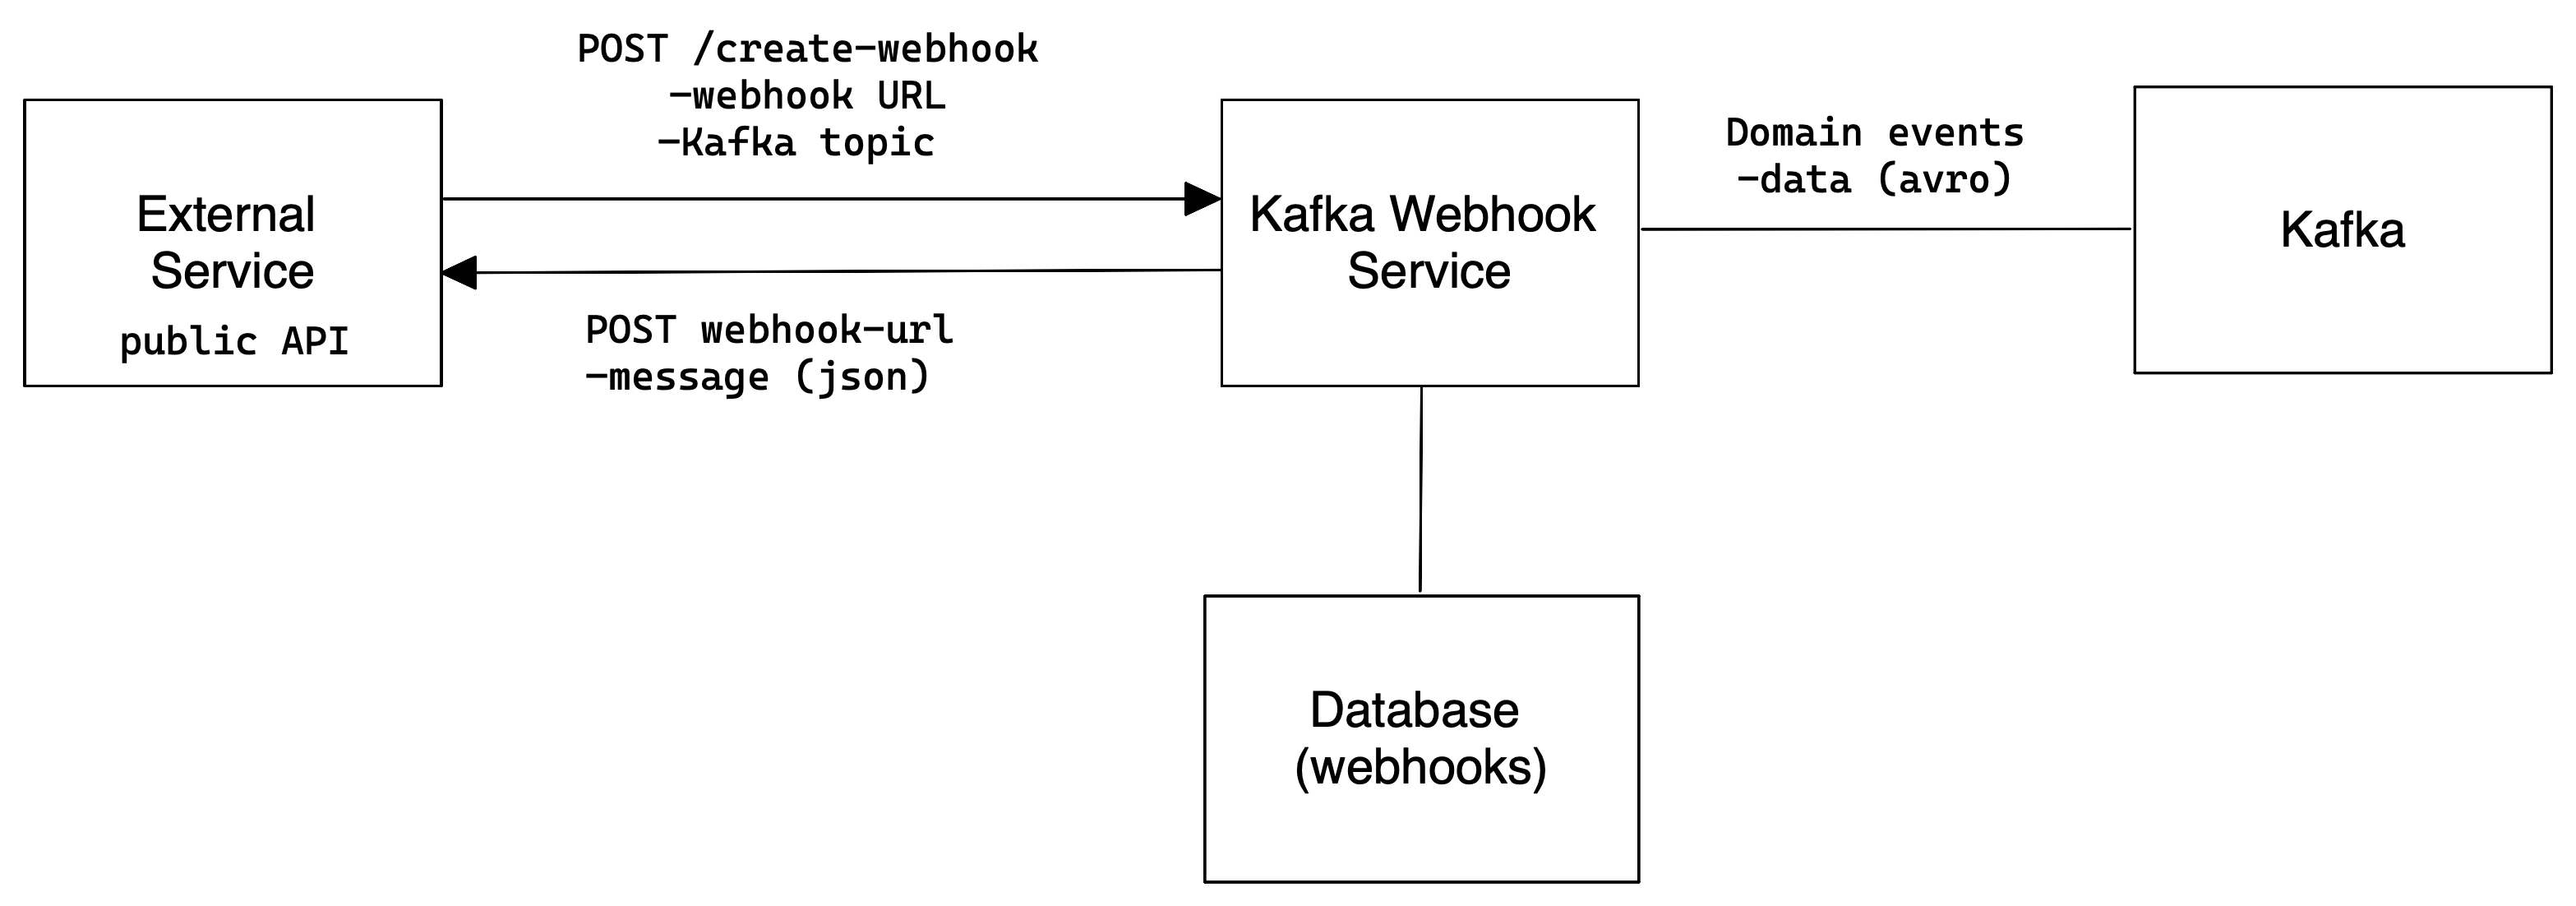 POST /create-webhook
-webhook URL
-Kafka topic
External
Service
public API
POST webhook-url
-message (json)
Kafka Webhook
Service
Domain events
-data (avro)
Kafka
Database
(webhooks)